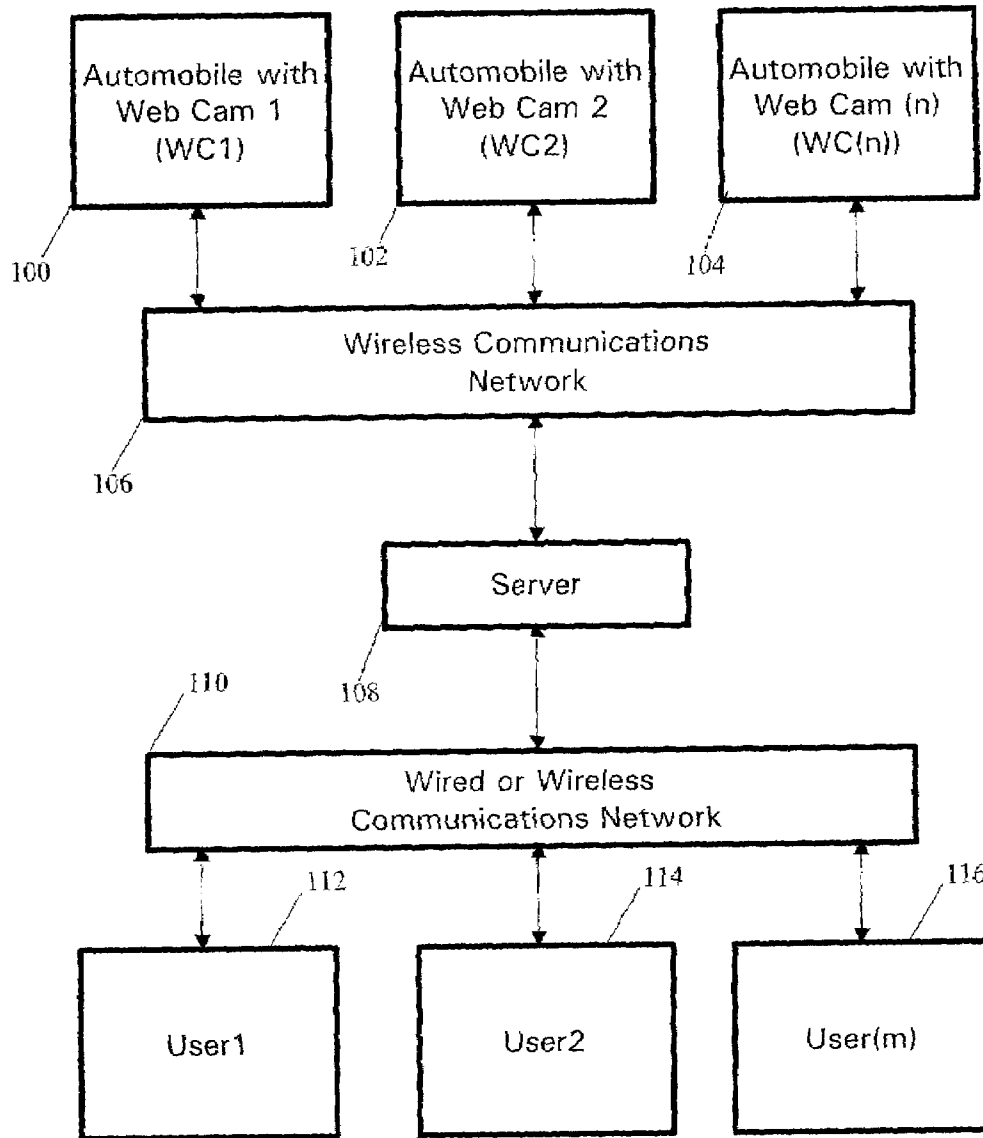 Automobile with
Web Cam 1
(WC1)
Automobile with
Web Cam 2
(WC2)
Automobile with
Web Cam (n)
(WC(n))
100
102
104
Wireless Communications
Network
106
Server
108
110
Wired or Wireless
Communications Network
112
114
116
User1
User2
User(m)